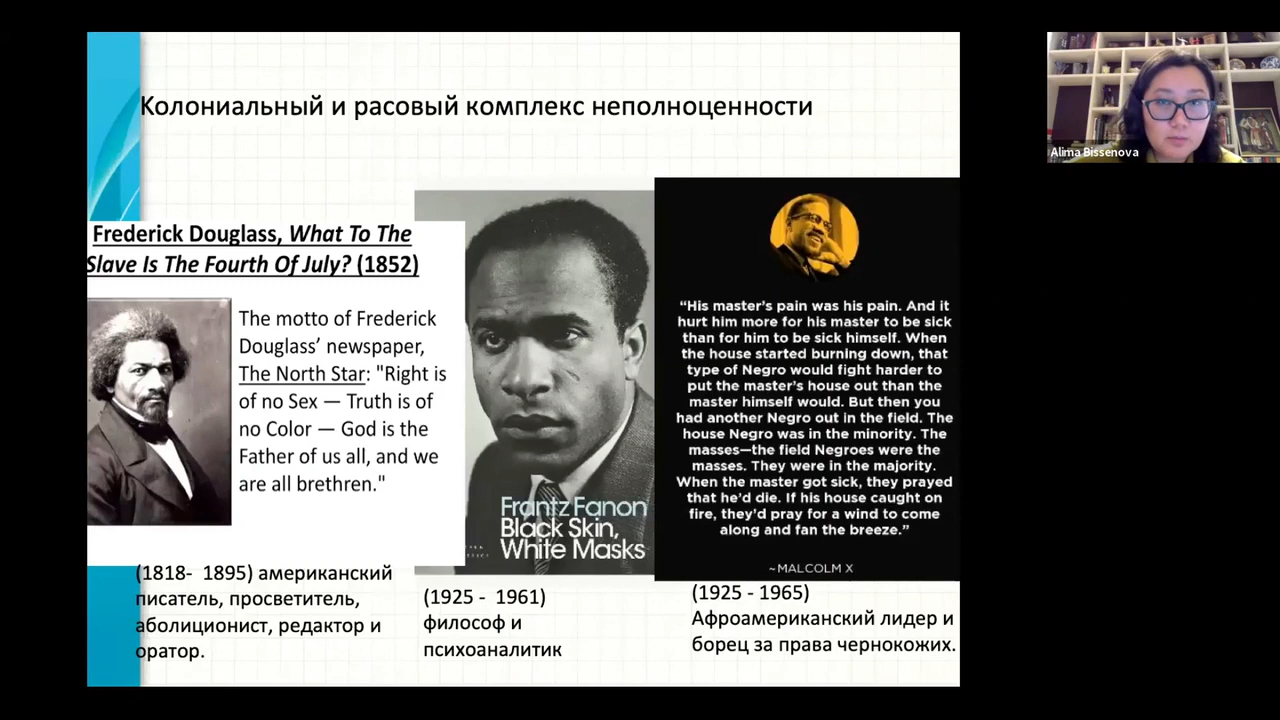 Колониальный и расовый комплекс неполноценности
Alima Bissenova
Frederick Douglass, What To The
Slave Is The Fourth Of July? (1852)
The motto of Frederick
Douglass’ newspaper,
The North Star: "Right is
of no Sex — Truth is of
no Color — God is the
Father of us all, and we
are all brethren."
(1818- 1895) американский
писатель, просветитель,
аболиционист, редактор и
оратор.
Frantz Fanon
Black Skin,
White Masks
(1925 - 1961)
философ и
психоаналитик
“His master’s pain was his pain. And it
hurt him more for his master to be sick
than for him to be sick himself. When
the house started burning down, that
type of Negro would fight harder to
put the master’s house out than the
master himself would. But then you
had another Negro out in the field. The
house Negro was in the minority. The
masses—the field Negroes were the
masses. They were in the majority.
When the master got sick, they prayed
that he’d die. If his house caught on
fire, they’d pray for a wind to come
along and fan the breeze.”
~MALCOLM X
(1925 - 1965)
Афроамериканский лидер и
борец за права чернокожих.